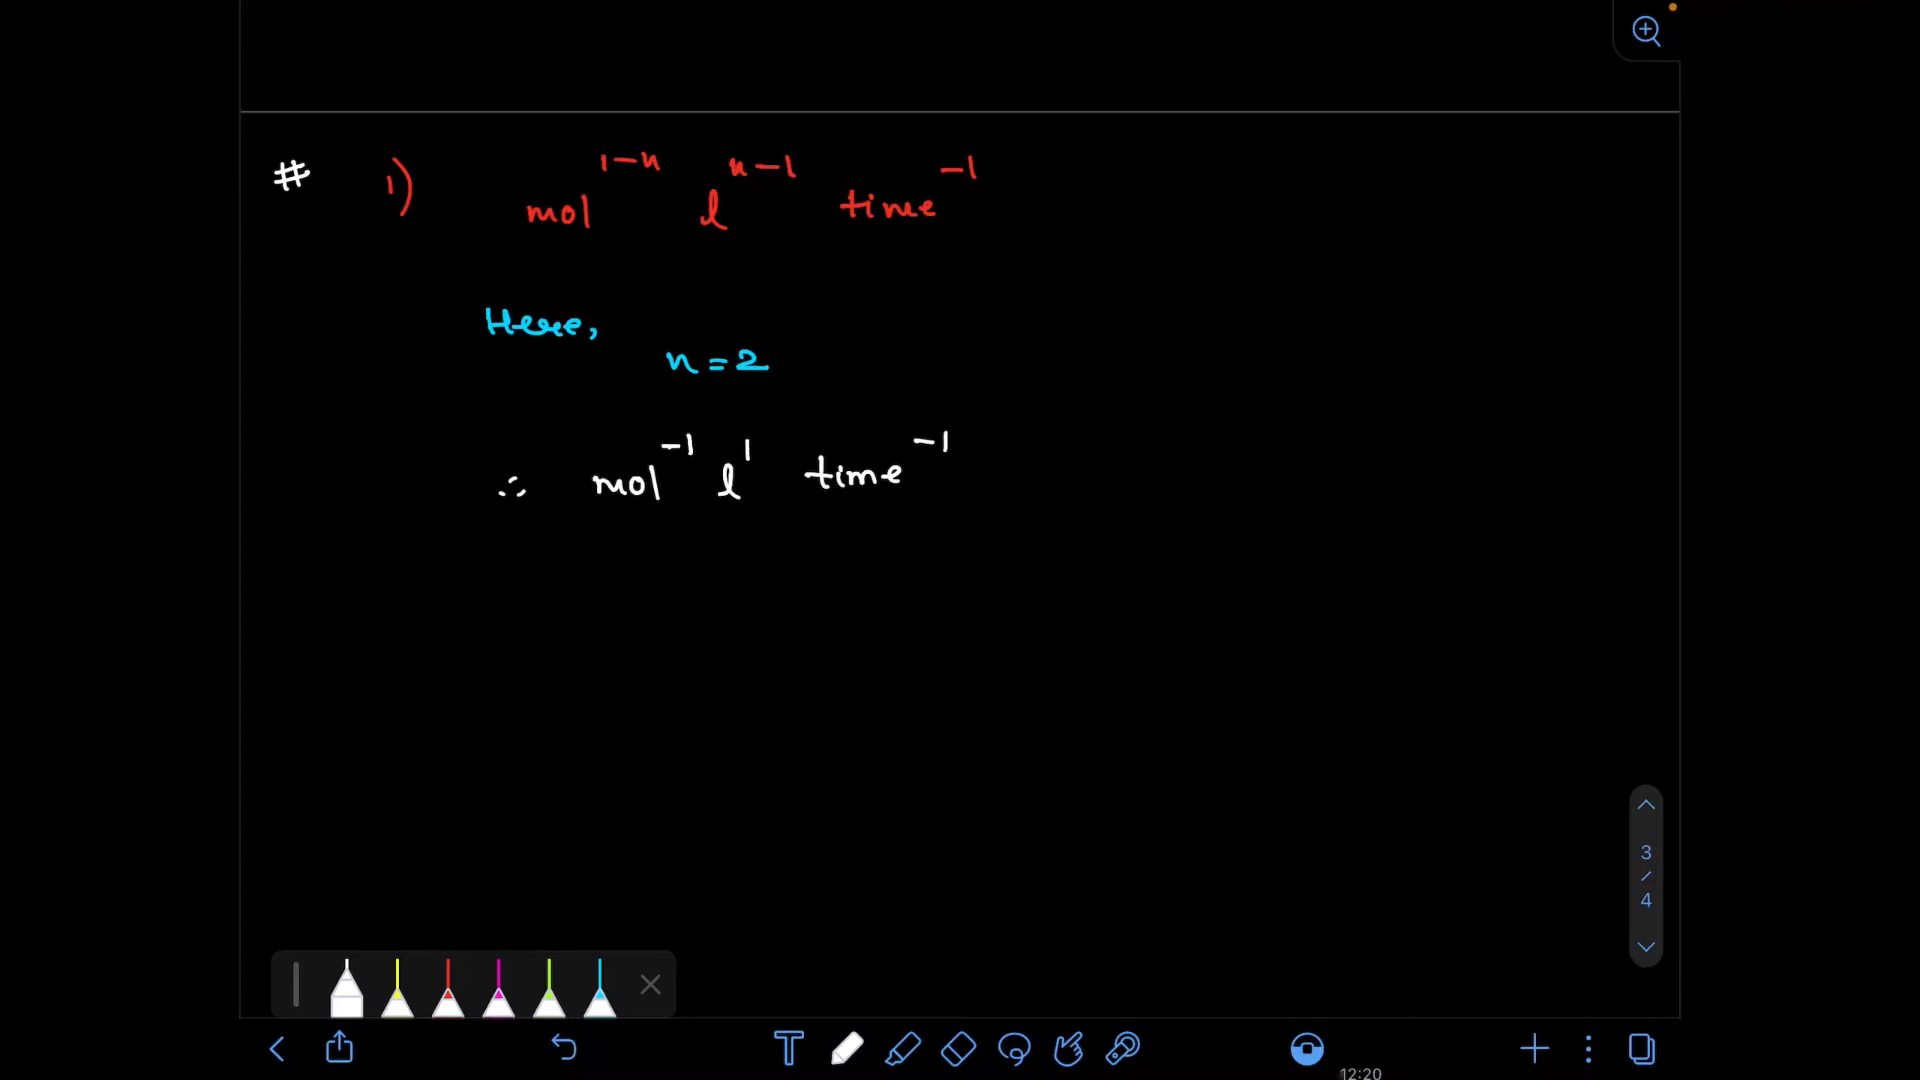 # 1) mol^{1-n} l^{n-1} time^{-1}
Here,
n = 2
∴ mol^{-1} l^{1} time^{-1}
3
/
4
12:20